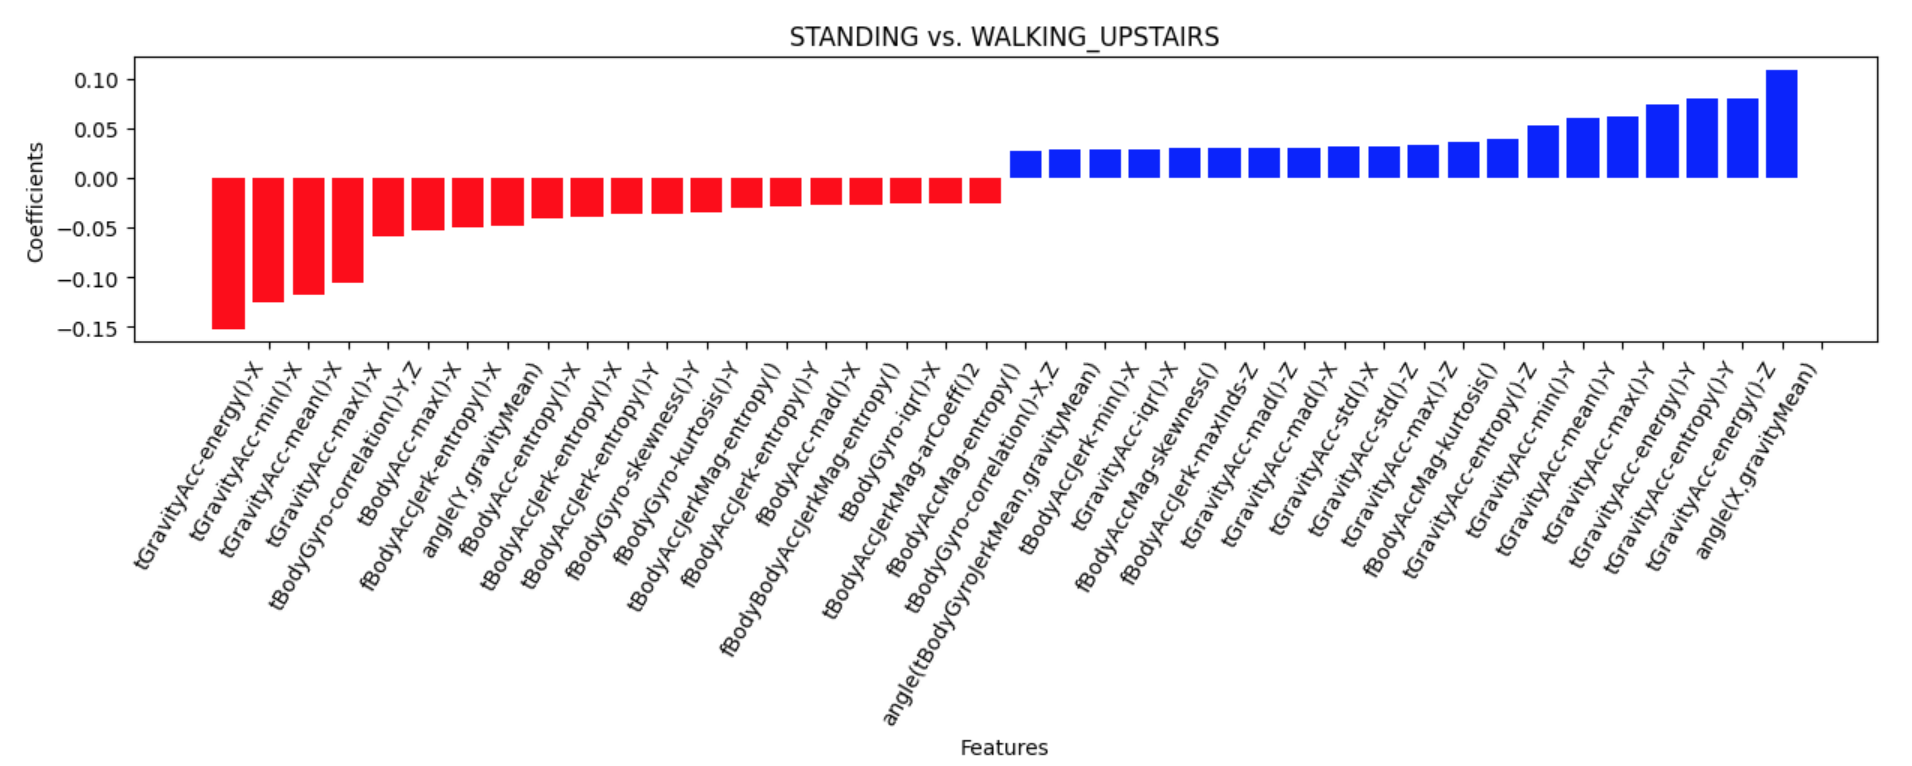 STANDING vs. WALKING_UPSTAIRS
Coefficients
0.10
0.05
0.00
−0.05
−0.10
−0.15
tGravityAcc-energy()-X
tGravityAcc-min()-X
tGravityAcc-mean()-X
tGravityAcc-max()-X
tBodyGyro-correlation()-Y,Z
tBodyAcc-max()-X
fBodyAccJerk-entropy()-X
angle(Y,gravityMean)
fBodyAcc-entropy()-X
tBodyAccJerk-entropy()-X
tBodyAccJerk-entropy()-Y
fBodyGyro-skewness()-Y
fBodyGyro-kurtosis()-Y
tBodyAccJerkMag-entropy()
fBodyAccJerk-entropy()-Y
fBodyAcc-mad()-X
fBodyBodyAccJerkMag-entropy()
tBodyGyro-iqr()-X
tBodyAccJerkMag-arCoeff()2
fBodyAccMag-entropy()
tBodyGyro-correlation()-X,Z
angle(tBodyGyroJerkMean,gravityMean)
tBodyAccJerk-min()-X
tGravityAcc-iqr()-X
fBodyAccMag-skewness()
fBodyAccJerk-maxInds-Z
tGravityAcc-mad()-Z
tGravityAcc-mad()-X
tGravityAcc-std()-X
tGravityAcc-std()-Z
tGravityAcc-max()-Z
fBodyAccMag-kurtosis()
tGravityAcc-entropy()-Z
tGravityAcc-min()-Y
tGravityAcc-mean()-Y
tGravityAcc-max()-Y
tGravityAcc-energy()-Y
tGravityAcc-entropy()-Y
tGravityAcc-energy()-Z
angle(X,gravityMean)
Features